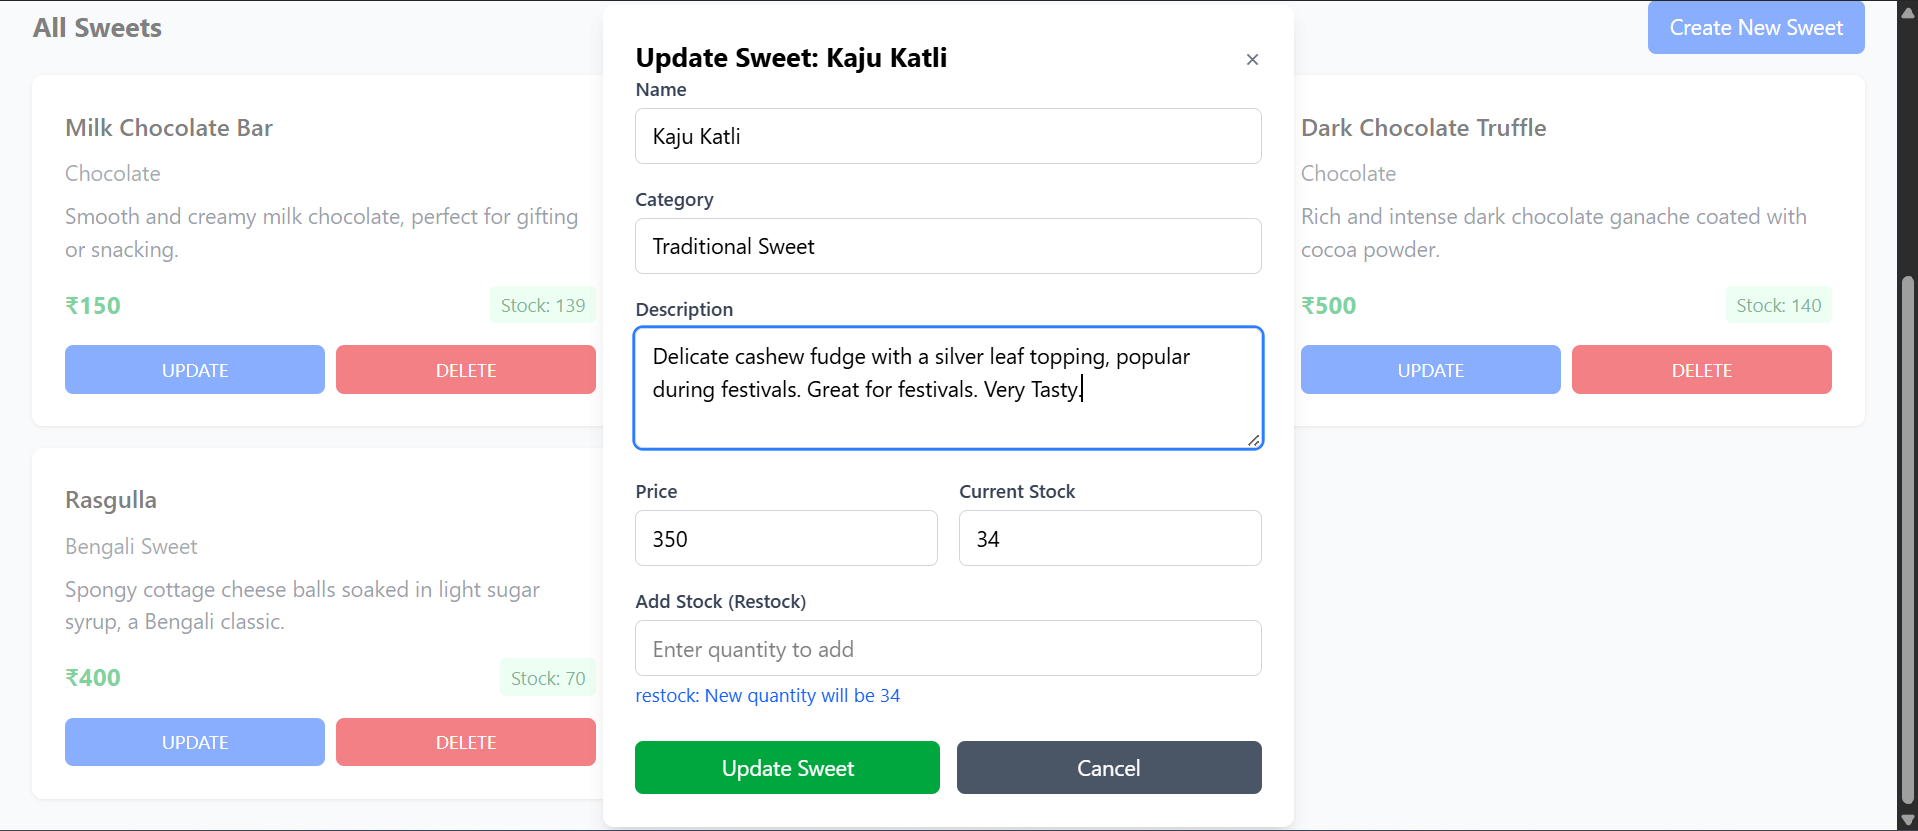 All Sweets
Create New Sweet
Milk Chocolate Bar
Chocolate
Smooth and creamy milk chocolate, perfect for gifting
or snacking.
₹150
Stock: 139
UPDATE
DELETE
Rasgulla
Bengali Sweet
Spongy cottage cheese balls soaked in light sugar
syrup, a Bengali classic.
₹400
Stock: 70
UPDATE
DELETE
Update Sweet: Kaju Katli
×
Name
Kaju Katli
Category
Traditional Sweet
Description
Delicate cashew fudge with a silver leaf topping, popular
during festivals. Great for festivals. Very Tasty.
Price
Current Stock
350
34
Add Stock (Restock)
Enter quantity to add
restock: New quantity will be 34
Update Sweet
Cancel
Dark Chocolate Truffle
Chocolate
Rich and intense dark chocolate ganache coated with
cocoa powder.
₹500
Stock: 140
UPDATE
DELETE